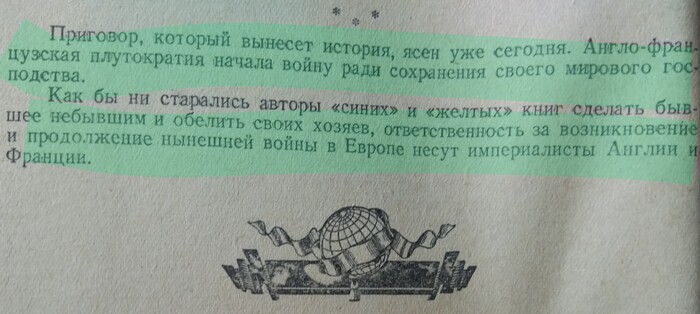 * * *
Приговор, который вынесет история, ясен уже сегодня. Англо-фран-
цузская плутократия начала войну ради сохранения своего мирового гос-
подства.
Как бы ни старались авторы «синих» и «желтых» книг сделать быв-
шее небывшим и обелить своих хозяев, ответственность за возникновение
и продолжение нынешней войны в Европе несут империалисты Англии и
Франции.